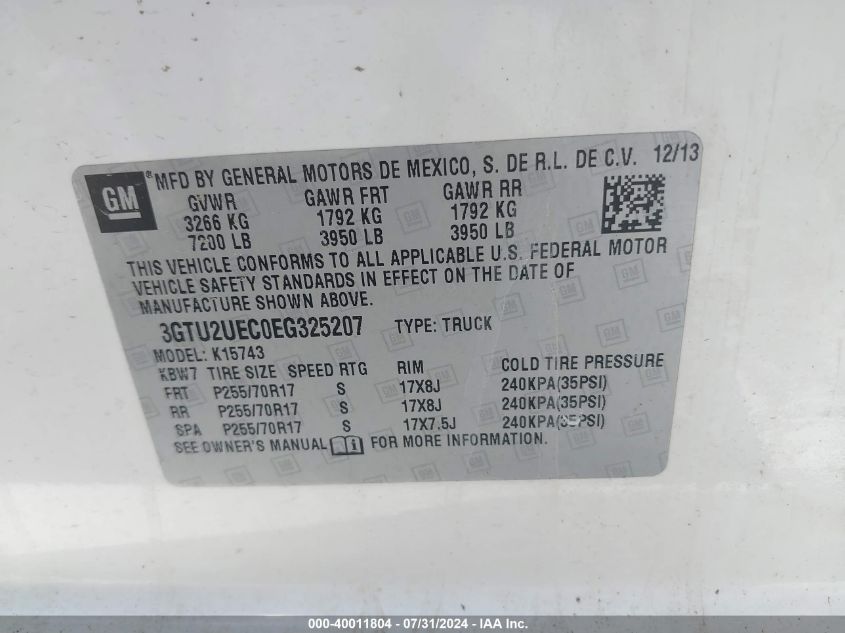 GM ® MFD BY GENERAL MOTORS DE MEXICO, S. DE R.L. DE C.V. 12/13
GVWR GAWR FRT GAWR RR
3266 KG 1792 KG 1792 KG
7200 LB 3950 LB 3950 LB
THIS VEHICLE CONFORMS TO ALL APPLICABLE U.S. FEDERAL MOTOR
VEHICLE SAFETY STANDARDS IN EFFECT ON THE DATE OF
MANUFACTURE SHOWN ABOVE.
3GTU2UEC0EG325207 TYPE: TRUCK
MODEL: K15743
KBW7 TIRE SIZE SPEED RTG RIM COLD TIRE PRESSURE
FRT P255/70R17 S 17X8J 240KPA(35PSI)
RR P255/70R17 S 17X8J 240KPA(35PSI)
SPA P255/70R17 S 17X7.5J 240KPA(35PSI)
SEE OWNER'S MANUAL FOR MORE INFORMATION.
000-40011804 - 07/31/2024 - IAA Inc.